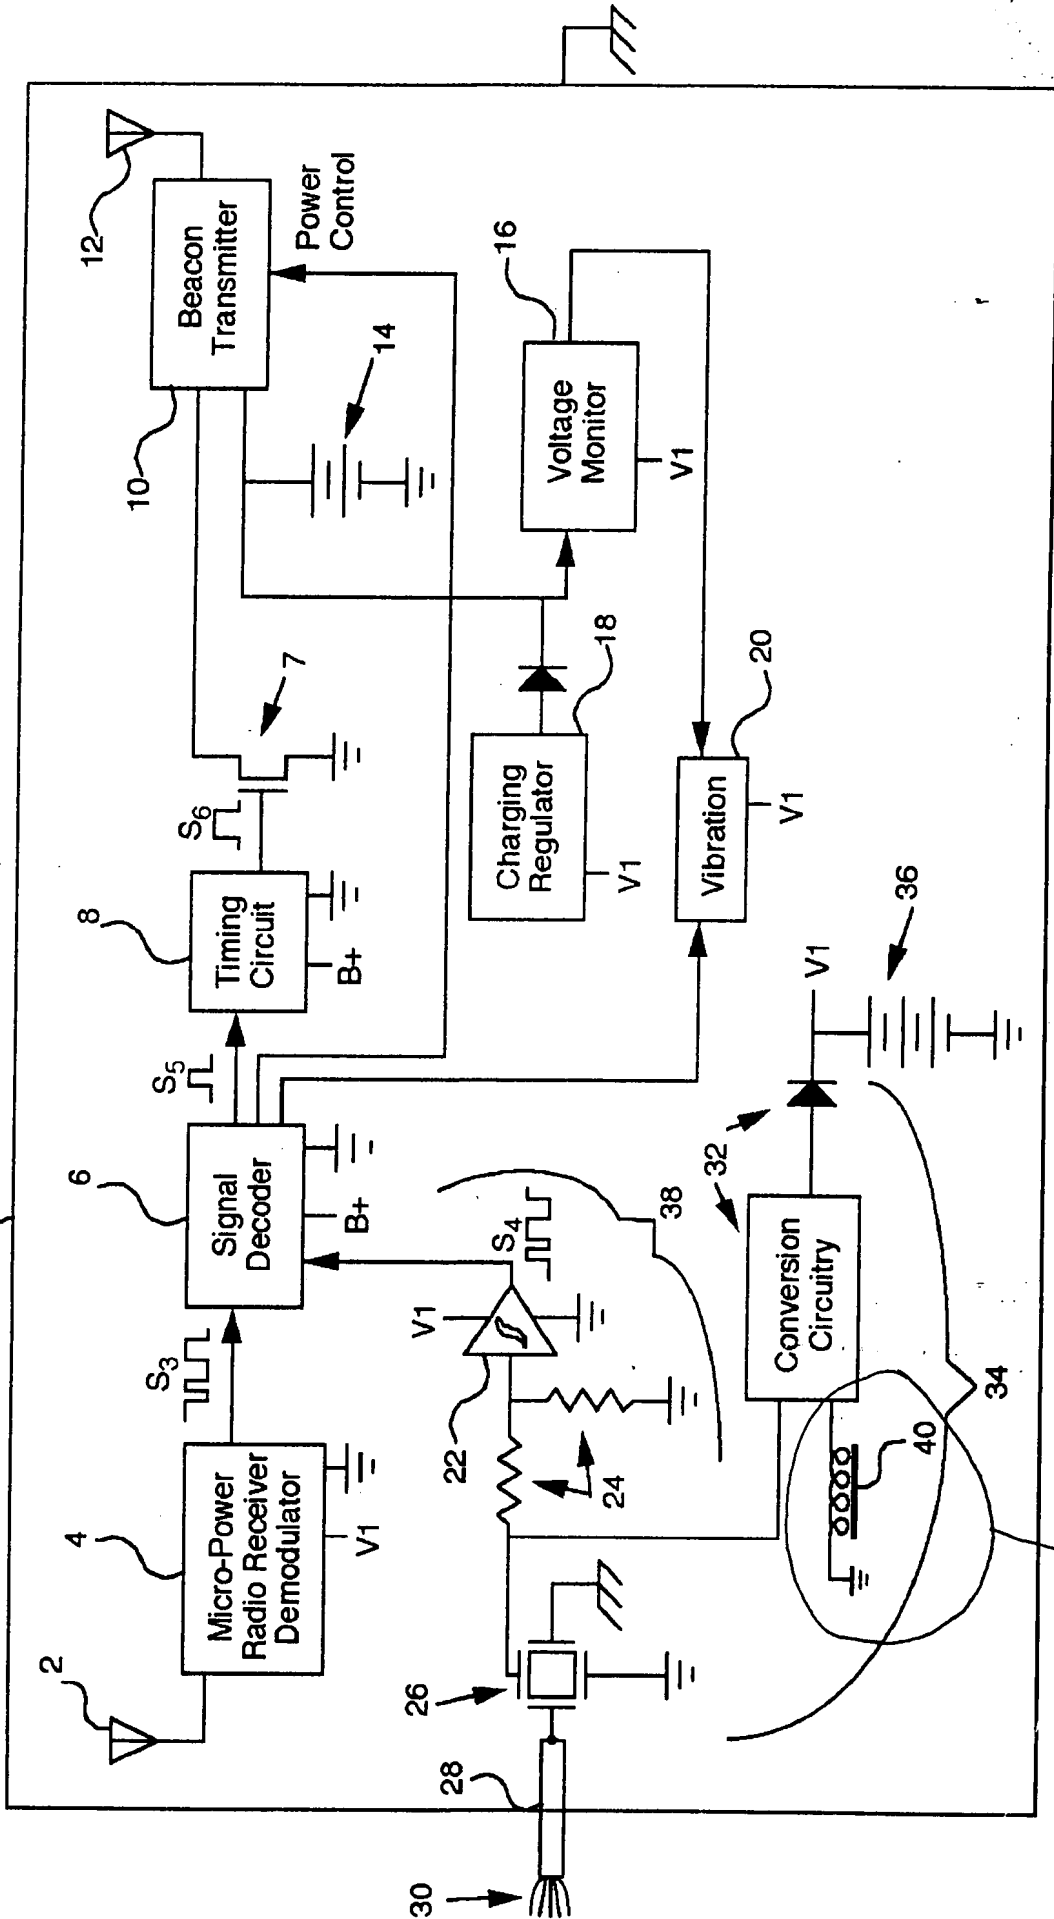 2
4
Micro-Power
Radio Receiver
Demodulator
V1
S3
6
Signal
Decoder
B+
S5
8
Timing
Circuit
B+
S6
7
10
12
Beacon
Transmitter
Power
Control
14
16
Voltage
Monitor
V1
18
Charging
Regulator
V1
20
Vibration
V1
22
V1
S4
24
38
26
28
30
32
Conversion
Circuitry
V1
36
34
40